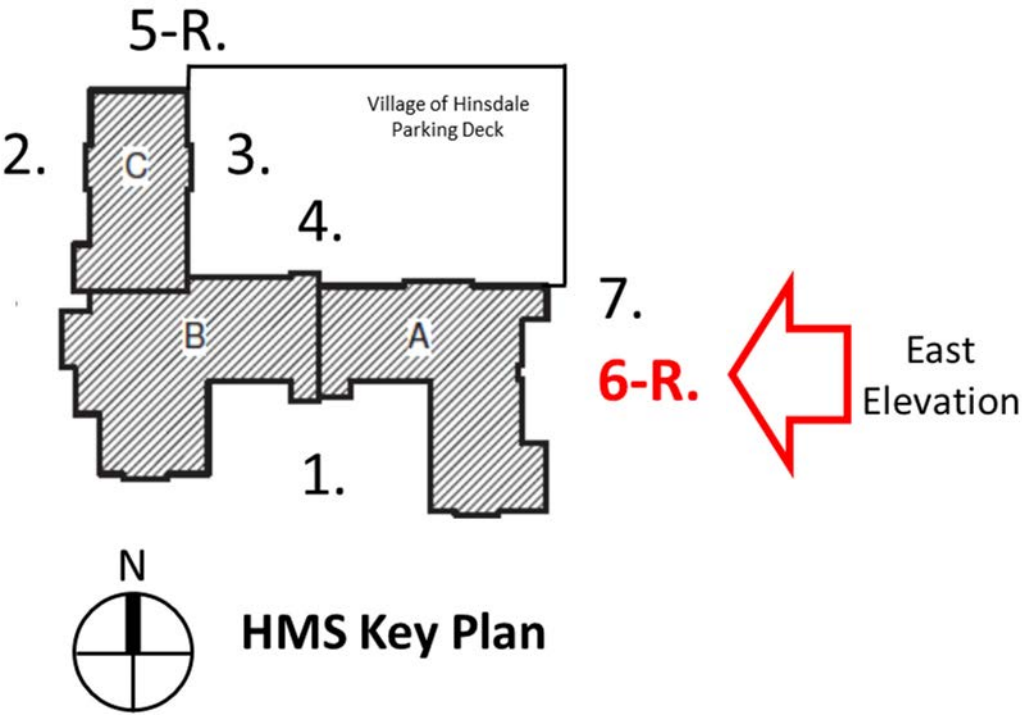 5-R.
Village of Hinsdale
Parking Deck
2.
C
3.
4.
7.
B
A
6-R.
East
Elevation
1.
N
HMS Key Plan